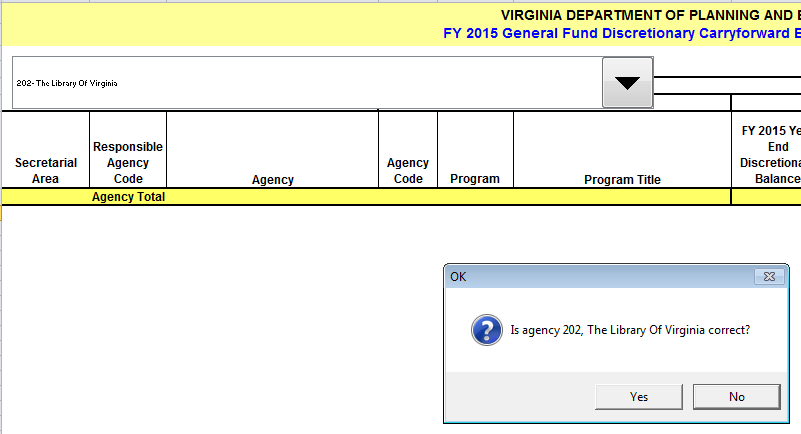 VIRGINIA DEPARTMENT OF PLANNING AND
FY 2015 General Fund Discretionary Carryforward
202- The Library Of Virginia
Secretarial Area
Responsible Agency Code
Agency
Agency Code
Program
Program Title
FY 2015 Ye
End
Discretiona
Balance
Agency Total
OK
Is agency 202, The Library Of Virginia correct?
Yes
No